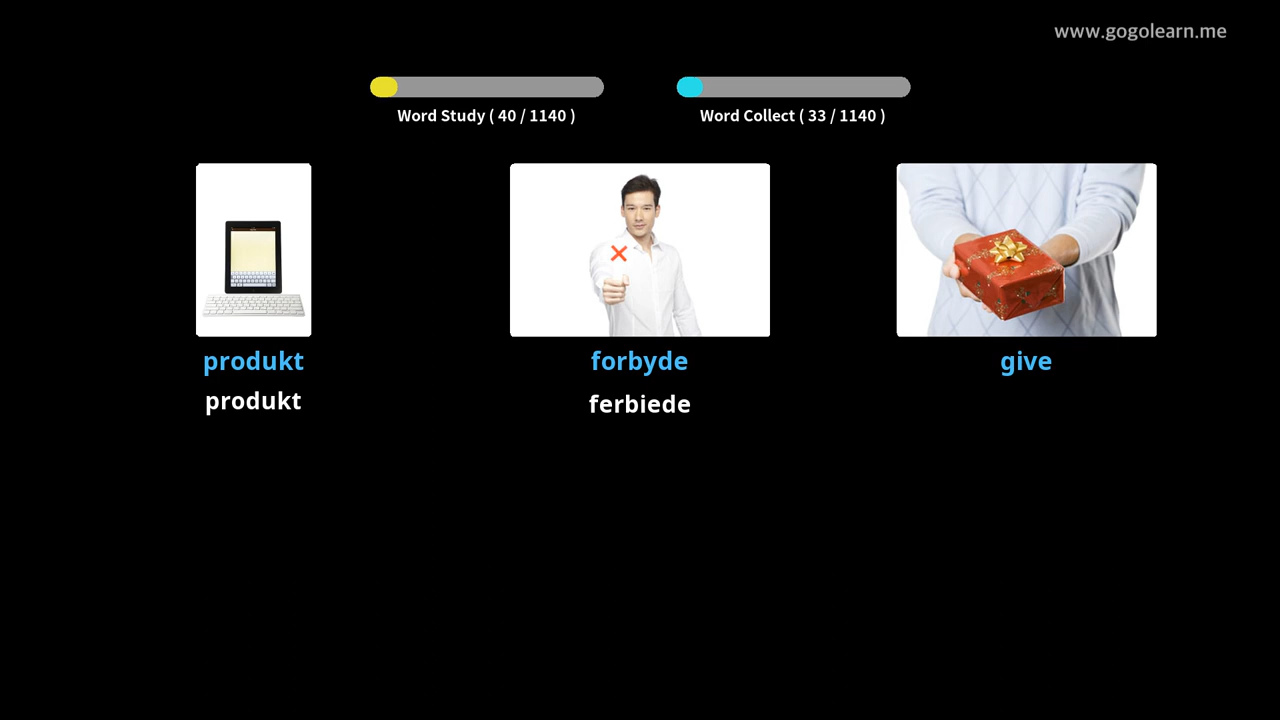 www.gogolearn.me
Word Study ( 40 / 1140 )
Word Collect ( 33 / 1140 )
produkt
forbyde
give
produkt
ferbiede